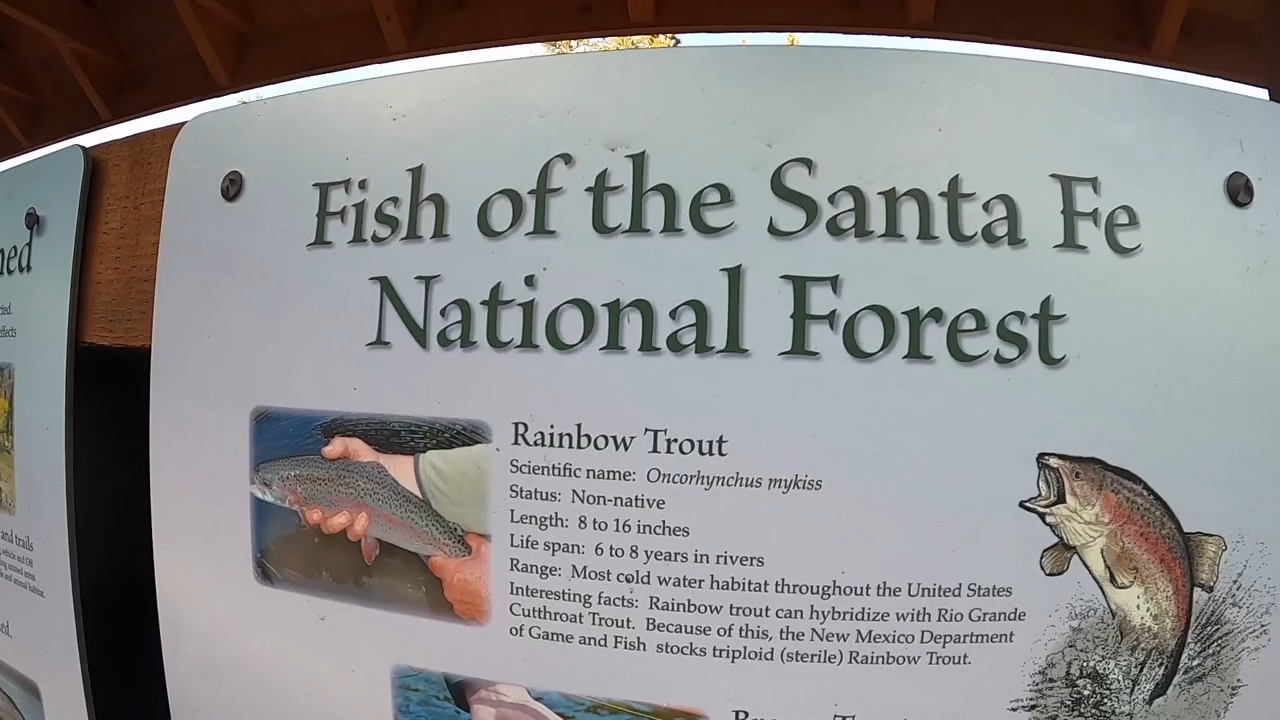 Fish of the Santa Fe
National Forest
Rainbow Trout
Scientific name: Oncorhynchus mykiss
Status: Non-native
Length: 8 to 16 inches
Life span: 6 to 8 years in rivers
Range: Most cold water habitat throughout the United States
Interesting facts: Rainbow trout can hybridize with Rio Grande
Cutthroat Trout. Because of this, the New Mexico Department
of Game and Fish stocks triploid (sterile) Rainbow Trout.
and trails